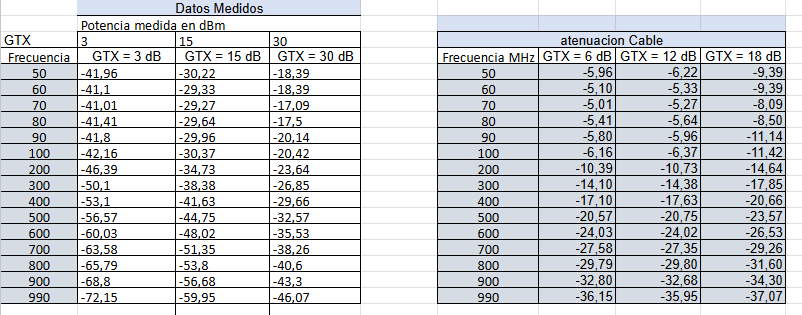 Datos Medidos
Potencia medida en dBm
GTX 3 15 30 atenuacion Cable
Frecuencia GTX = 3 dB GTX = 15 dB GTX = 30 dB Frecuencia MHz GTX = 6 dB GTX = 12 dB GTX = 18 dB
50 -41,96 -30,22 -18,39 50 -5,96 -6,22 -9,39
60 -41,1 -29,33 -18,39 60 -5,10 -5,33 -9,39
70 -41,01 -29,27 -17,09 70 -5,01 -5,27 -8,09
80 -41,41 -29,64 -17,5 80 -5,41 -5,64 -8,50
90 -41,8 -29,96 -20,14 90 -5,80 -5,96 -11,14
100 -42,16 -30,37 -20,42 100 -6,16 -6,37 -11,42
200 -46,39 -34,73 -23,64 200 -10,39 -10,73 -14,64
300 -50,1 -38,38 -26,85 300 -14,10 -14,38 -17,85
400 -53,1 -41,63 -29,66 400 -17,10 -17,63 -20,66
500 -56,57 -44,75 -32,57 500 -20,57 -20,75 -23,57
600 -60,03 -48,02 -35,53 600 -24,03 -24,02 -26,53
700 -63,58 -51,35 -38,26 700 -27,58 -27,35 -29,26
800 -65,79 -53,8 -40,6 800 -29,79 -29,80 -31,60
900 -68,8 -56,68 -43,3 900 -32,80 -32,68 -34,30
990 -72,15 -59,95 -46,07 990 -36,15 -35,95 -37,07